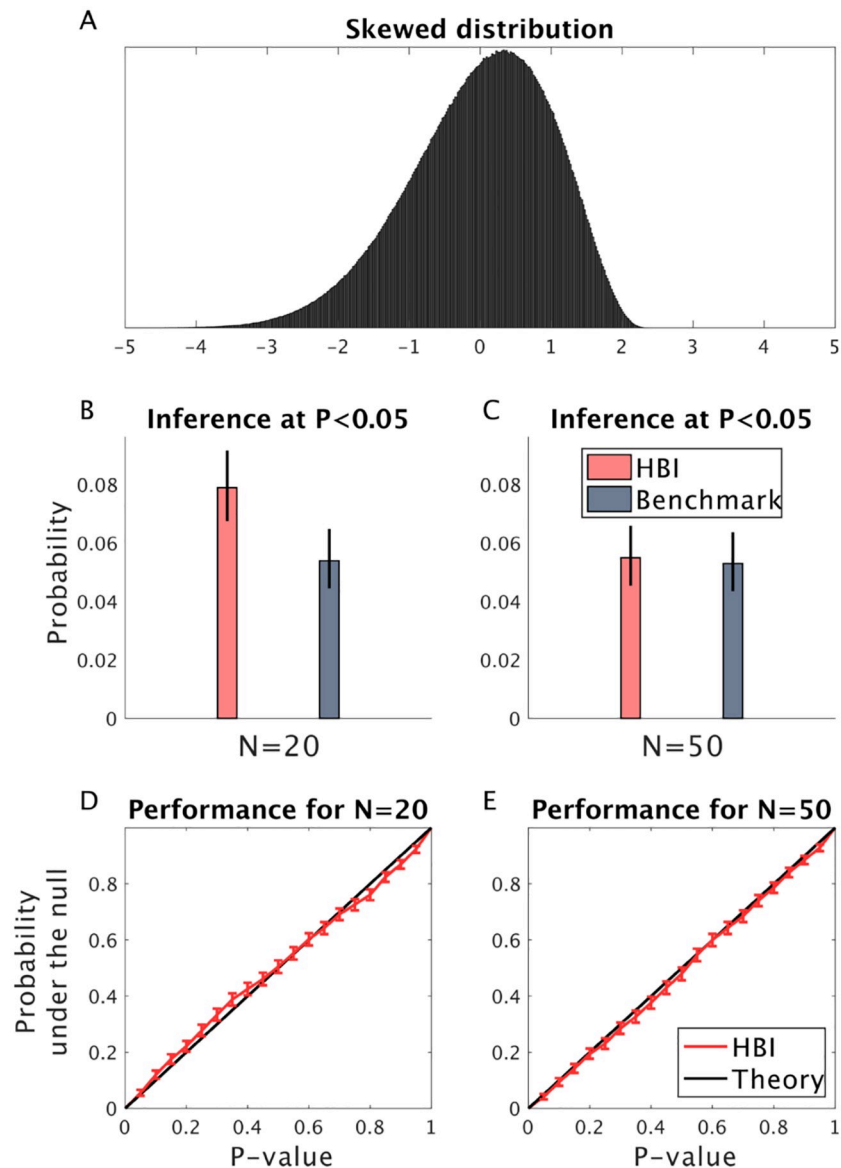 A
Skewed distribution
-5 -4 -3 -2 -1 0 1 2 3 4 5
B
Inference at P<0.05
Probability
0.08
0.06
0.04
0.02
0
N=20
C
Inference at P<0.05
HBI
Benchmark
0.08
0.06
0.04
0.02
0
N=50
D
Performance for N=20
Probability
under the null
0.8
0.6
0.4
0.2
0
0 0.2 0.4 0.6 0.8 1
P-value
E
Performance for N=50
0.8
0.6
0.4
0.2
0
HBI
Theory
0 0.2 0.4 0.6 0.8 1
P-value